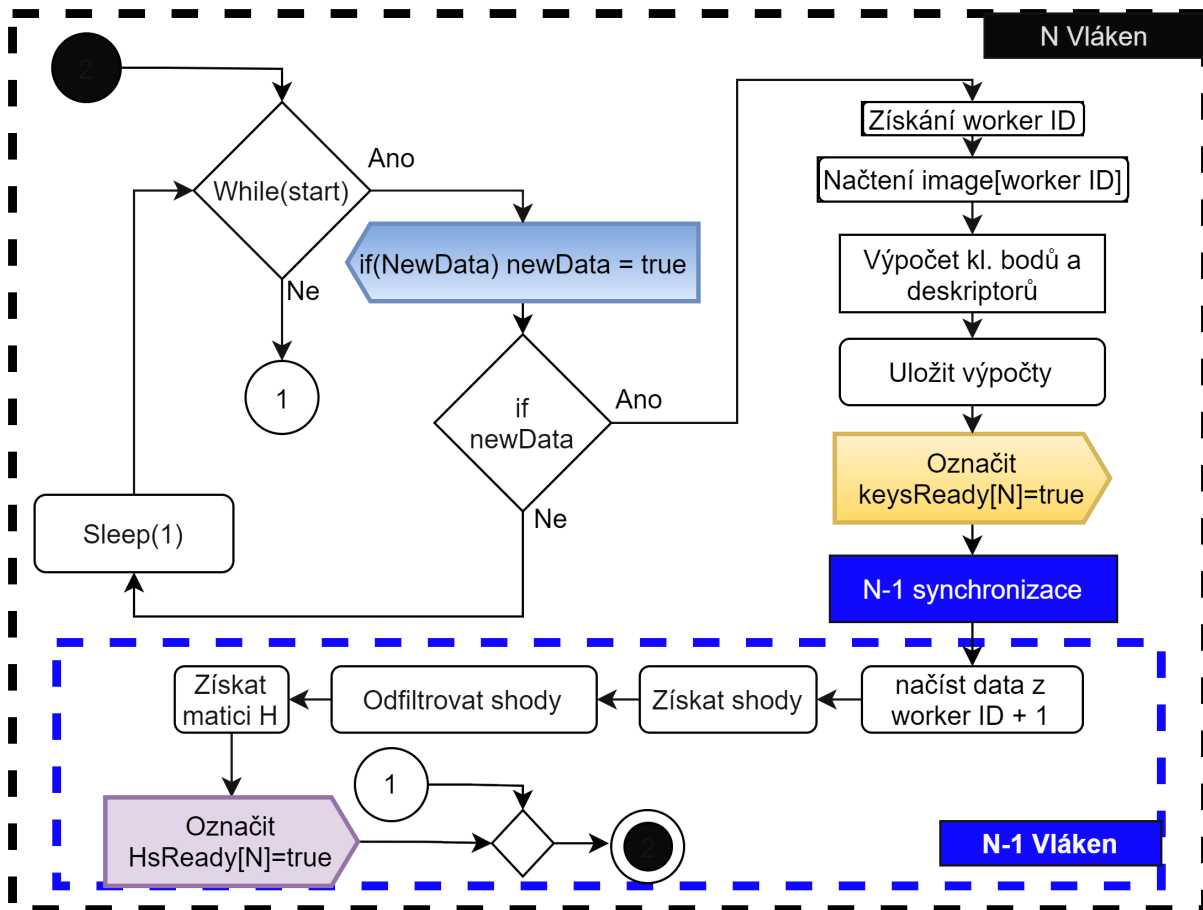 N Vláken
2
While(start)
Ano
Ne
1
if(NewData) newData = true
if
newData
Ano
Ne
Sleep(1)
Získání worker ID
Načtení image[worker ID]
Výpočet kl. bodů a
deskriptorů
Uložit výpočty
Označit
keysReady[N]=true
N-1 synchronizace
načíst data z
worker ID + 1
Získat shody
Odfiltrovat shody
Získat
matici H
Označit
HsReady[N]=true
1
2
N-1 Vláken